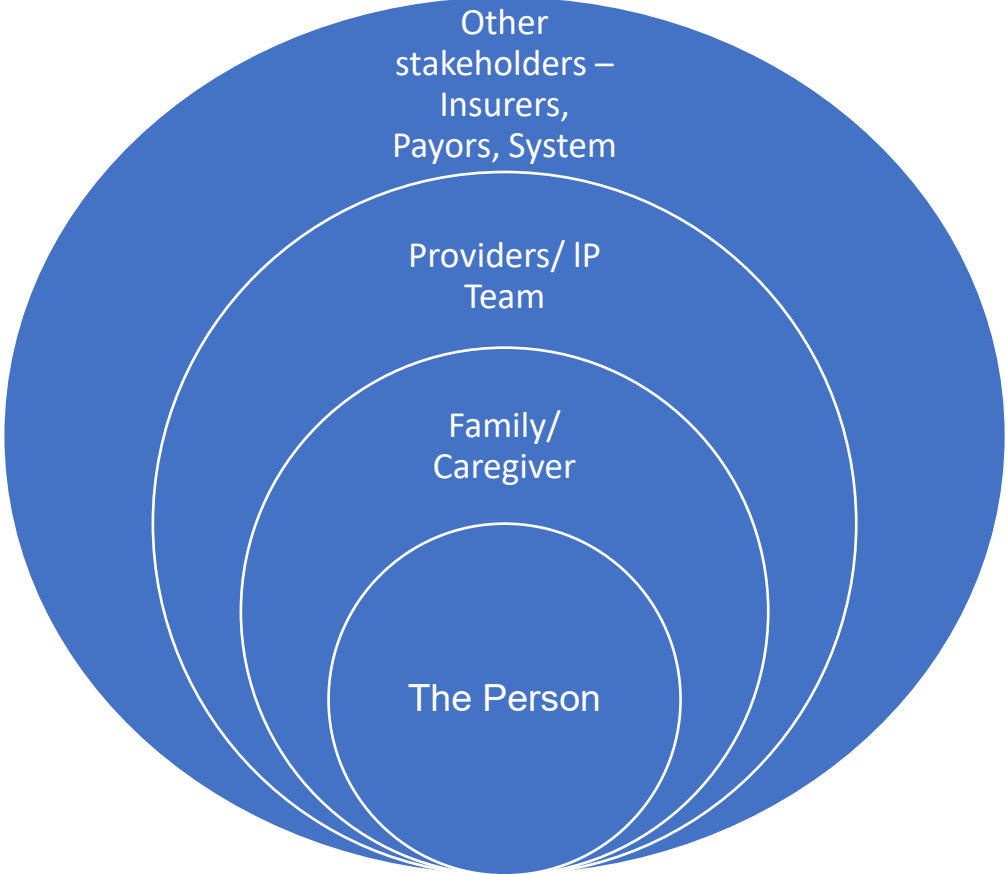 Other
stakeholders –
Insurers,
Payors, System
Providers/ IP
Team
Family/
Caregiver
The Person